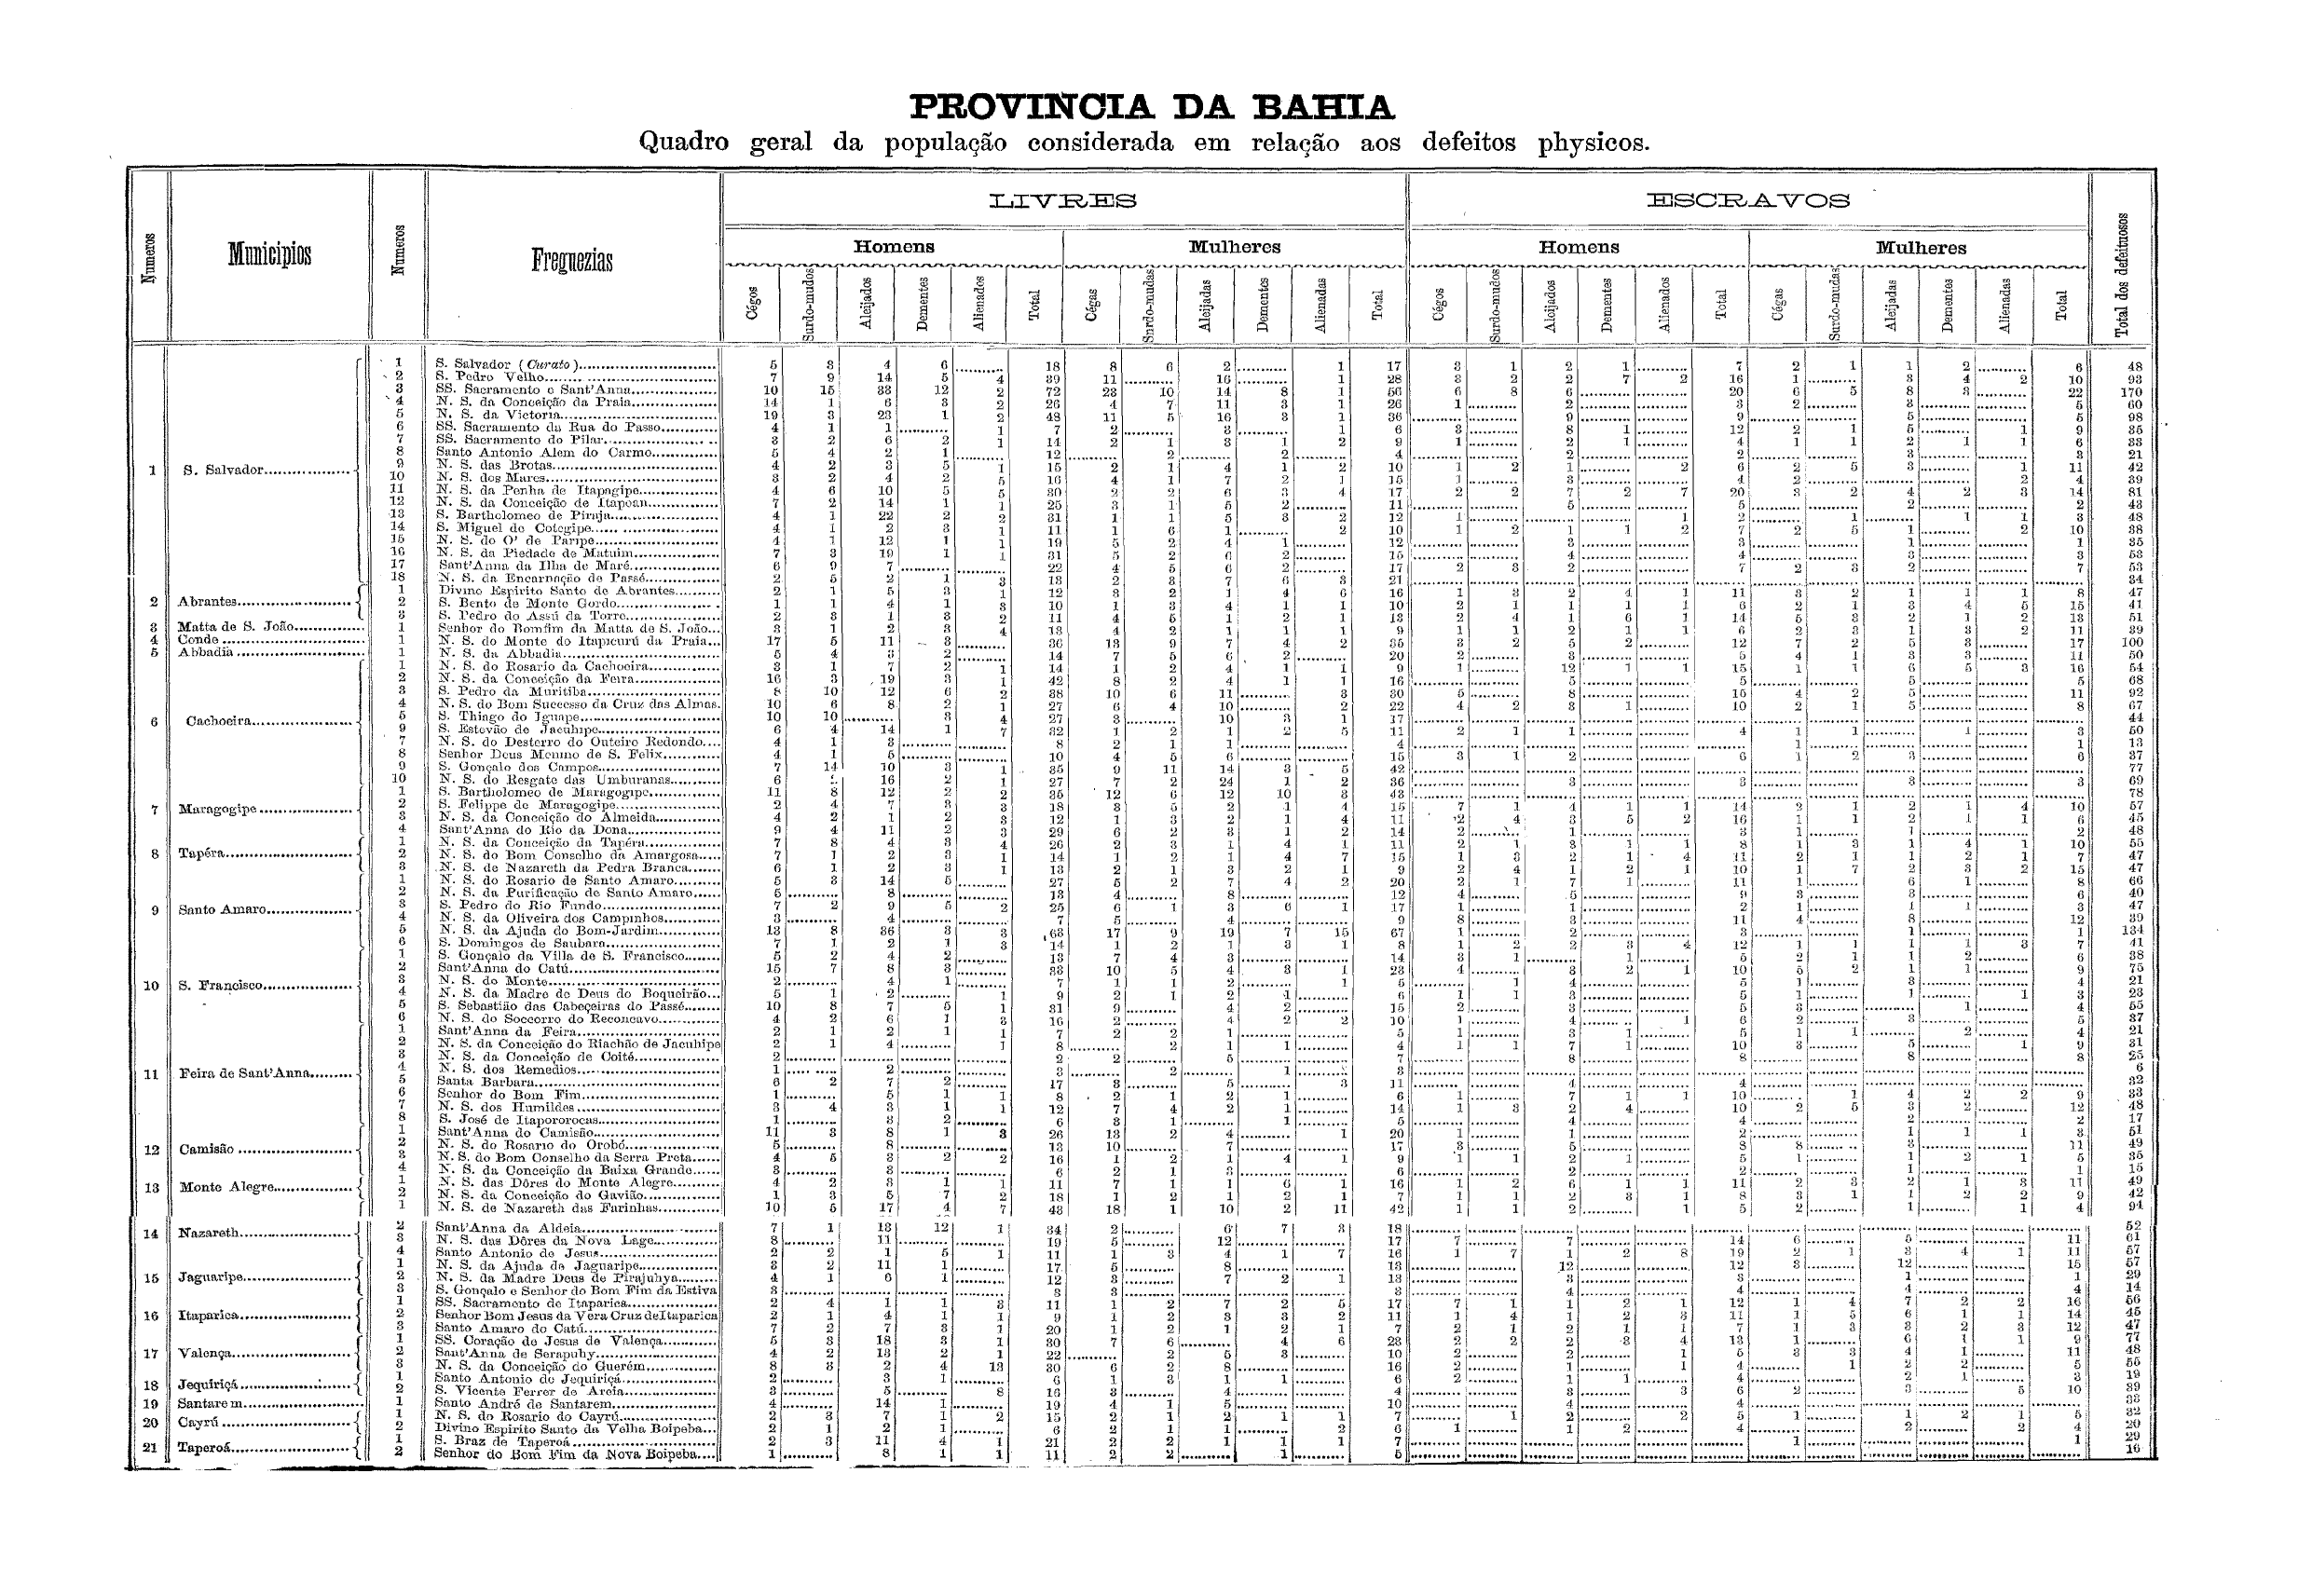 PROVINCIA DA BAHIA
Quadro geral da população considerada em relação aos defeitos physicos.
Numeros
Municipios
Numeros
Freguezias
LIVRES
ESCRAVOS
Total dos defeituosos
Homens
Mulheres
Homens
Mulheres
Cégos Surdo-mudos Aleijados Dementes Alienados Total Cégas Surdo-mudas Aleijadas Dementes Alienadas Total Cégos Surdo-mudos Aleijados Dementes Alienados Total Cégas Surdo-mudas Aleijadas Dementes Alienadas Total
1 S. Salvador
1 S. Salvador (Curato) 5 3 4 6 18 8 6 2 1 17 3 1 2 1 7 2 1 1 2 6 48
2 S. Pedro Velho 7 9 14 5 4 39 11 16 1 28 3 2 2 7 2 16 1 3 4 2 10 93
3 SS. Sacramento e Sant'Anna 10 15 33 12 2 72 23 10 14 8 1 56 6 8 6 20 6 5 8 3 22 170
4 N. S. da Conceição da Praia 14 1 6 3 2 26 4 7 11 3 1 26 1 2 3 2 3 5 60
5 N. S. da Victoria 19 3 23 1 2 48 11 5 16 3 1 36 9 9 5 5 98
6 SS. Sacramento da Rua do Passo 4 1 1 1 7 2 3 1 6 3 8 1 12 2 1 5 1 9 35
7 SS. Sacramento do Pilar 3 2 6 2 1 14 2 1 3 1 2 9 1 2 1 4 1 1 2 1 1 6 33
8 Santo Antonio Alem do Carmo 5 4 2 1 12 2 2 4 2 2 3 3 21
9 N. S. das Brotas 4 2 3 5 1 15 2 1 4 1 2 10 1 2 1 2 6 2 5 3 1 11 42
10 N. S. dos Mares 3 2 4 2 5 16 4 1 7 2 1 15 1 3 4 2 2 4 39
11 N. S. da Penha de Itapagipe 4 6 10 5 5 30 2 2 6 3 4 17 2 2 7 2 7 20 3 2 4 2 3 14 81
12 N. S. da Conceição de Itapoan 7 2 14 1 1 25 3 1 5 2 11 5 5 2 2 43
13 S. Bartholomeo de Piraja 4 1 22 2 2 31 1 1 5 3 2 12 1 1 2 1 1 1 3 48
14 S. Miguel de Cotegipe 4 1 2 3 1 11 1 6 1 2 10 1 2 1 1 2 7 2 5 1 2 10 38
15 N. S. do O' de Paripe 4 1 12 1 1 19 5 2 4 1 12 3 3 1 1 35
16 N. S. da Piedade de Matuim 7 3 19 1 1 31 5 2 6 2 15 4 4 3 3 53
17 Sant'Anna da Ilha de Maré 6 9 7 22 4 5 6 2 17 2 3 2 7 2 3 2 7 53
18 N. S. da Encarnação de Passé 2 5 2 1 3 13 2 3 7 6 3 21 34
2 Abrantes
1 Divino Espirito Santo de Abrantes 2 1 5 3 1 12 3 2 1 4 6 16 1 3 2 4 1 11 3 2 1 1 1 8 47
2 S. Bento de Monte Gordo 1 1 4 1 3 10 1 3 4 1 1 10 2 1 1 1 1 6 2 1 3 4 5 15 41
3 S. Pedro do Assú da Torre 2 3 1 3 2 11 4 5 1 2 1 13 2 4 1 6 1 14 5 3 2 1 2 13 51
3 Matta de S. João
1 Senhor do Bomfim da Matta de S. João 3 1 2 3 4 13 4 2 1 1 1 9 1 1 2 1 1 6 2 3 1 3 2 11 39
4 Conde
1 N. S. do Monte do Itapicurú da Praia 17 5 11 3 36 13 9 7 4 2 35 3 2 5 2 12 7 2 5 3 17 100
5 Abbadia
1 N. S. da Abbadia 5 4 3 2 14 7 5 6 2 20 2 3 5 4 1 3 3 11 50
6 Cachoeira
1 N. S. do Rosario da Cachoeira 3 1 7 2 1 14 1 2 4 1 1 9 1 12 1 1 15 1 1 6 5 3 16 54
2 N. S. da Conceição da Feira 16 3 19 3 1 42 8 2 4 1 1 16 5 5 5 5 68
3 S. Pedro da Muritiba 8 10 12 6 2 38 10 6 11 3 30 5 8 15 4 2 5 11 92
4 N. S. do Bom Successo da Cruz das Almas 10 6 8 2 1 27 6 4 10 2 22 4 2 3 1 10 2 1 5 8 67
5 S. Thiago do Iguape 10 10 3 4 27 3 10 3 1 17 44
9 S. Estevão de Jacuhipe 6 4 14 1 7 32 1 2 1 2 5 11 2 1 1 4 1 1 1 3 50
7 N. S. do Desterro do Outeiro Redondo 4 1 3 8 2 1 1 4 1 1 13
8 Senhor Deus Menino de S. Felix 4 1 5 10 4 5 6 15 3 1 2 6 1 2 3 6 37
9 S. Gonçalo dos Campos 7 14 10 3 1 35 9 11 14 3 5 42 77
10 N. S. do Resgate das Umburanas 6 16 2 1 27 7 2 24 1 2 36 3 3 3 3 69
7 Maragogipe
1 S. Bartholomeo de Maragogipe 11 8 12 2 2 35 12 6 12 10 3 43 78
2 S. Felippe de Maragogipe 2 4 7 3 3 18 3 5 2 1 4 15 7 1 4 1 1 14 2 1 2 1 4 10 57
3 N. S. da Conceição do Almeida 4 2 1 2 3 12 1 3 2 1 4 11 2 4 3 5 2 16 1 1 2 1 1 6 45
4 Sant'Anna do Rio da Dona 9 4 11 2 3 29 6 2 3 1 2 14 2 1 3 1 1 2 48
8 Tapéra
1 N. S. da Conceição da Tapéra 7 8 4 3 4 26 2 3 1 4 1 11 2 1 3 1 1 8 1 3 1 4 1 10 55
2 N. S. do Bom Conselho da Amargosa 7 1 2 3 1 14 1 2 1 4 7 15 1 3 2 1 4 11 2 1 1 2 1 7 47
3 N. S. de Nazareth da Pedra Branca 6 1 2 3 1 13 2 1 3 2 1 9 2 4 1 2 1 10 1 7 2 3 2 15 47
9 Santo Amaro
1 N. S. do Rosario de Santo Amaro 5 3 14 5 27 5 2 7 4 2 20 2 1 7 1 11 1 6 1 8 66
2 N. S. da Purificação de Santo Amaro 5 8 13 4 8 12 4 5 9 3 3 6 40
3 S. Pedro do Rio Fundo 7 2 9 5 2 25 6 1 3 6 1 17 1 1 2 1 1 1 3 47
4 N. S. da Oliveira dos Campinhos 3 4 7 5 4 9 8 3 11 4 8 12 39
5 N. S. da Ajuda do Bom-Jardim 13 8 36 3 3 63 17 9 19 7 15 67 1 2 3 1 1 134
6 S. Domingos de Saubara 7 1 2 1 3 14 1 2 1 3 1 8 1 2 2 3 4 12 1 1 1 1 3 7 41
10 S. Francisco
1 S. Gonçalo da Villa de S. Francisco 5 2 4 2 13 7 4 3 14 3 1 1 5 2 1 1 2 6 38
2 Sant'Anna do Catú 15 7 8 3 33 10 5 4 3 1 23 4 3 2 1 10 5 2 1 1 9 75
3 N. S. do Monte 2 4 1 7 1 1 2 1 5 1 3 4 21
4 N. S. da Madre de Deus do Boqueirão 5 1 2 1 9 2 1 2 1 6 1 1 3 5 1 1 1 3 23
5 S. Sebastião das Cabeceiras do Passé 10 8 7 5 1 31 9 4 2 15 2 3 5 3 1 4 55
6 N. S. do Soccorro do Reconcavo 4 2 6 1 3 16 2 4 2 2 10 1 4 1 6 2 3 5 37
11 Feira de Sant'Anna
1 Sant'Anna da Feira 2 1 2 1 1 7 2 2 1 5 1 3 1 5 1 1 2 4 21
2 N. S. da Conceição do Riachão de Jacuhipe 2 1 4 1 8 2 1 1 4 1 1 7 1 10 3 5 1 9 31
3 N. S. da Conceição de Coité 2 2 2 5 7 8 8 8 8 25
4 N. S. dos Remedios 1 2 3 2 1 3 6
5 Santa Barbara 6 2 7 2 17 3 5 3 11 4 4 32
6 Senhor do Bom Fim 1 5 1 1 8 2 1 2 1 6 1 7 1 1 10 1 4 2 2 9 33
7 N. S. dos Humildes 3 4 3 1 1 12 7 4 2 1 14 1 3 2 4 10 2 5 3 2 12 48
8 S. José de Itapororocas 1 3 2 6 3 1 1 5 4 4 2 2 17
12 Camisão
1 Sant'Anna do Camisão 11 3 8 1 3 26 13 2 4 1 20 1 1 2 1 1 1 3 51
2 N. S. do Rosario do Orobó 5 8 13 10 7 17 3 5 8 8 3 11 49
3 N. S. do Bom Conselho da Serra Preta 4 5 3 2 2 16 1 2 1 4 1 9 1 1 2 1 5 1 1 2 1 5 35
4 N. S. da Conceição da Baixa Grande 3 3 6 2 1 3 6 2 2 1 1 15
13 Monte Alegre
1 N. S. das Dôres do Monte Alegre 4 2 3 1 1 11 7 1 1 6 1 16 1 2 6 1 1 11 2 3 2 1 3 11 49
2 N. S. da Conceição do Gavião 1 3 5 7 2 18 1 2 1 2 1 7 1 1 2 3 1 8 3 1 1 2 2 9 42
14 Nazareth
1 N. S. de Nazareth das Farinhas 10 5 17 4 7 43 18 1 10 2 11 42 1 1 2 1 5 2 1 1 4 94
2 Sant'Anna da Aldeia 7 1 13 12 1 34 2 6 7 3 18 52
3 N. S. das Dôres da Nova Lage 8 11 19 5 12 17 7 7 14 6 5 11 61
4 Santo Antonio de Jesus 2 2 1 5 1 11 1 3 4 1 7 16 1 7 1 2 8 19 2 1 3 4 1 11 57
15 Jaguaripe
1 N. S. da Ajuda de Jaguaripe 3 2 11 1 17 5 8 13 12 12 3 12 15 57
2 N. S. da Madre Deus de Pirajuhya 4 1 6 1 12 3 7 2 1 13 3 3 1 1 29
3 S. Gonçalo e Senhor do Bom Fim da Estiva 3 3 3 3 4 4 4 4 14
16 Itaparica
1 SS. Sacramento de Itaparica 2 4 1 1 3 11 1 2 7 2 5 17 7 1 1 2 1 12 1 4 7 2 2 16 56
2 Senhor Bom Jesus da Vera Cruz de Itaparica 2 1 4 1 1 9 1 2 3 3 2 11 1 4 1 2 3 11 1 5 6 1 1 14 45
3 Santo Amaro do Catú 7 2 7 3 1 20 1 2 1 2 1 7 2 1 2 1 1 7 1 3 3 2 3 12 47
17 Valença
1 SS. Coração de Jesus de Valença 5 3 18 3 1 30 7 6 4 6 23 2 2 2 3 4 13 1 6 1 1 9 77
2 Sant'Anna de Serapuhy 4 2 13 2 1 22 2 5 3 10 2 2 1 5 3 3 4 1 11 48
3 N. S. da Conceição do Guerém 8 3 2 4 13 30 6 2 8 16 2 1 1 4 1 2 2 5 55
18 Jequiriçá
1 Santo Antonio de Jequiriçá 2 3 1 6 1 3 1 1 6 2 1 1 4 2 1 3 19
2 S. Vicente Ferrer de Areia 3 5 8 16 3 4 4 3 3 6 2 3 5 10 39
19 Santarem
1 Santo André de Santarem 4 14 1 19 4 1 5 10 4 4 33
20 Cayrú
1 N. S. do Rosario do Cayrú 2 3 7 1 2 15 2 1 2 1 1 7 1 2 2 5 1 1 2 1 5 32
2 Divino Espirito Santo da Velha Boipeba 2 1 2 1 6 2 1 1 2 6 1 1 2 4 2 2 4 20
21 Taperoá
1 S. Braz de Taperoá 2 3 11 4 1 21 2 2 1 1 1 7 1 1 29
2 Senhor do Bom Fim da Nova Boipeba 1 8 1 1 11 2 2 1 5 16